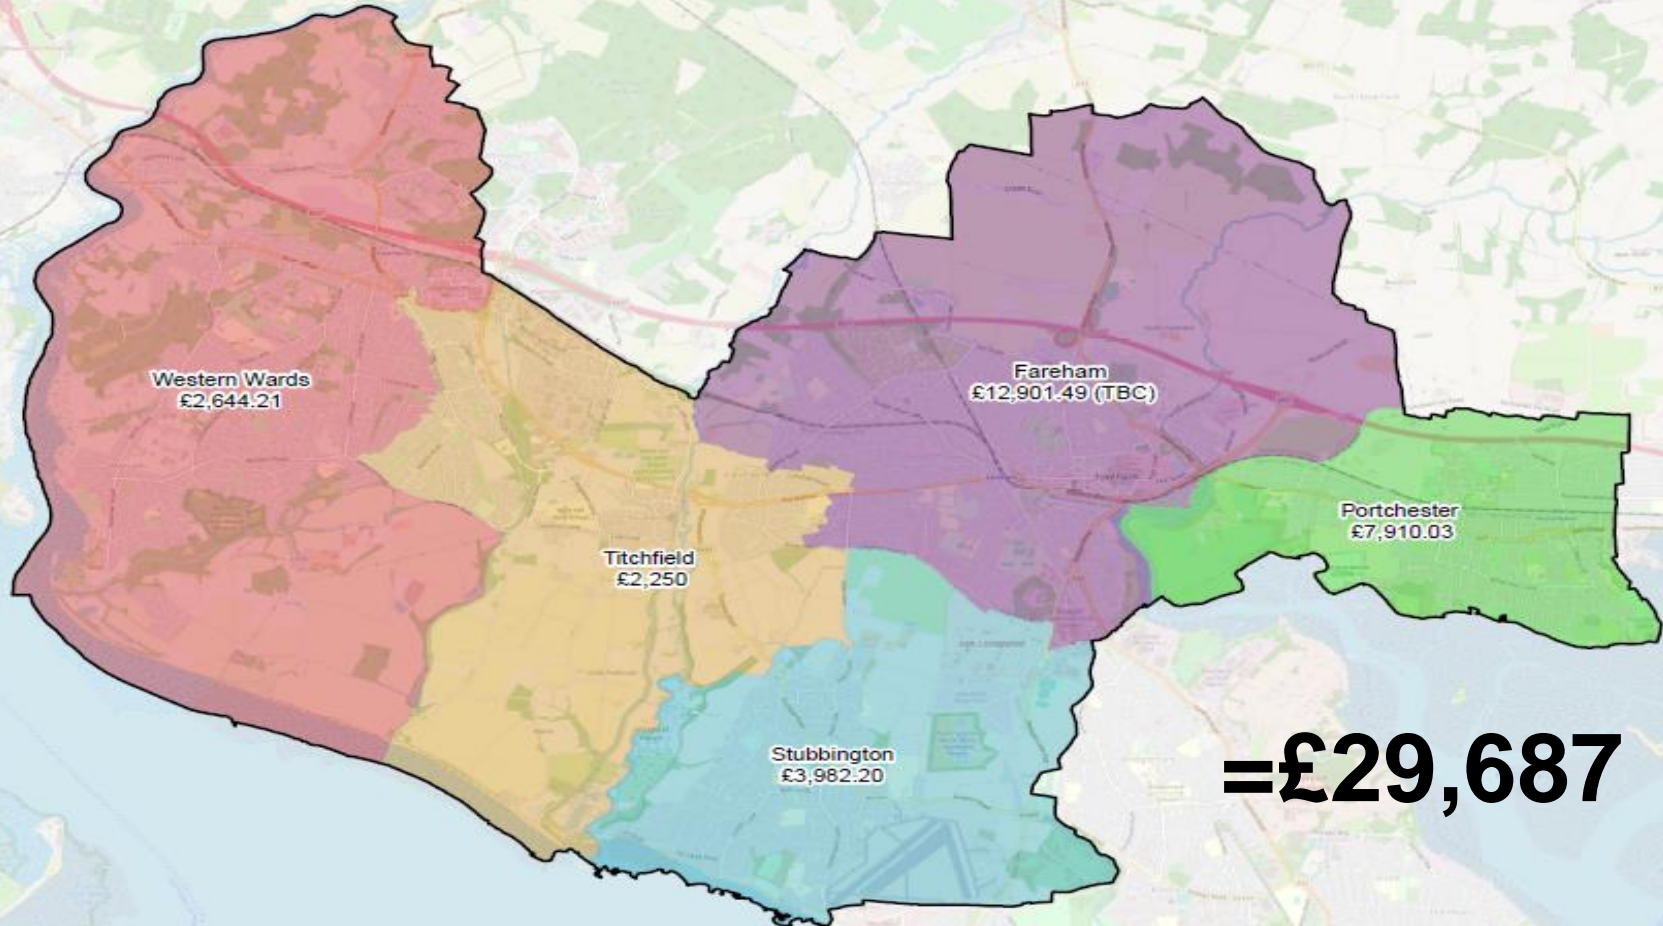 Western Wards
£2,644.21
Fareham
£12,901.49 (TBC)
Portchester
£7,910.03
Titchfield
£2,250
Stubbington
£3,982.20
=£29,687